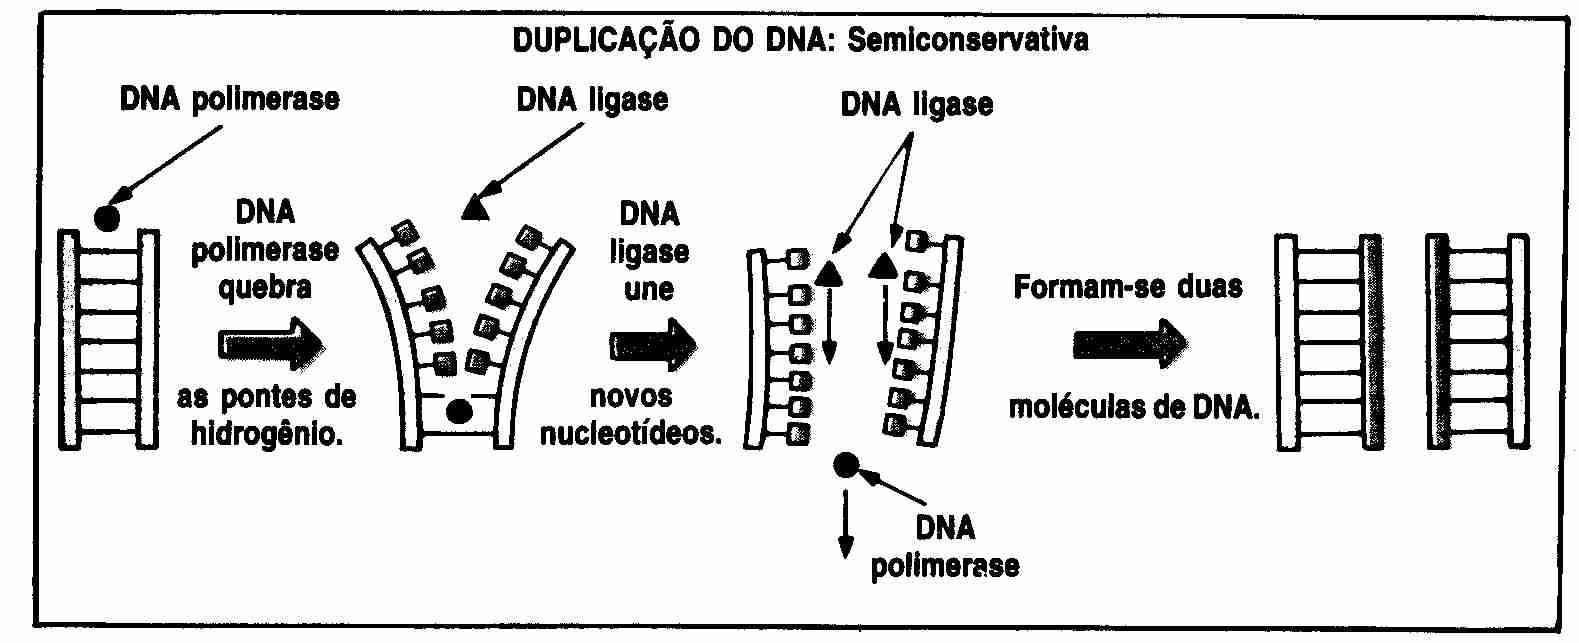 DUPLICAÇÃO DO DNA: Semiconservativa
DNA polimerase
DNA ligase
DNA ligase
DNA
polimerase
quebra
as pontes de
hidrogênio.
DNA
ligase
une
novos
nucleotídeos.
Formam-se duas
moléculas de DNA.
DNA
polimerase